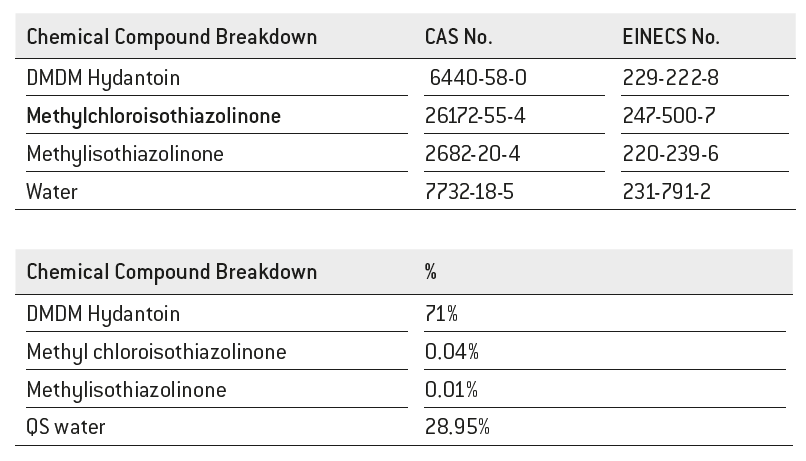 Chemical Compound Breakdown CAS No. EINECS No.
DMDM Hydantoin 6440-58-0 229-222-8
Methylchloroisothiazolinone 26172-55-4 247-500-7
Methylisothiazolinone 2682-20-4 220-239-6
Water 7732-18-5 231-791-2
Chemical Compound Breakdown %
DMDM Hydantoin 71%
Methyl chloroisothiazolinone 0.04%
Methylisothiazolinone 0.01%
QS water 28.95%